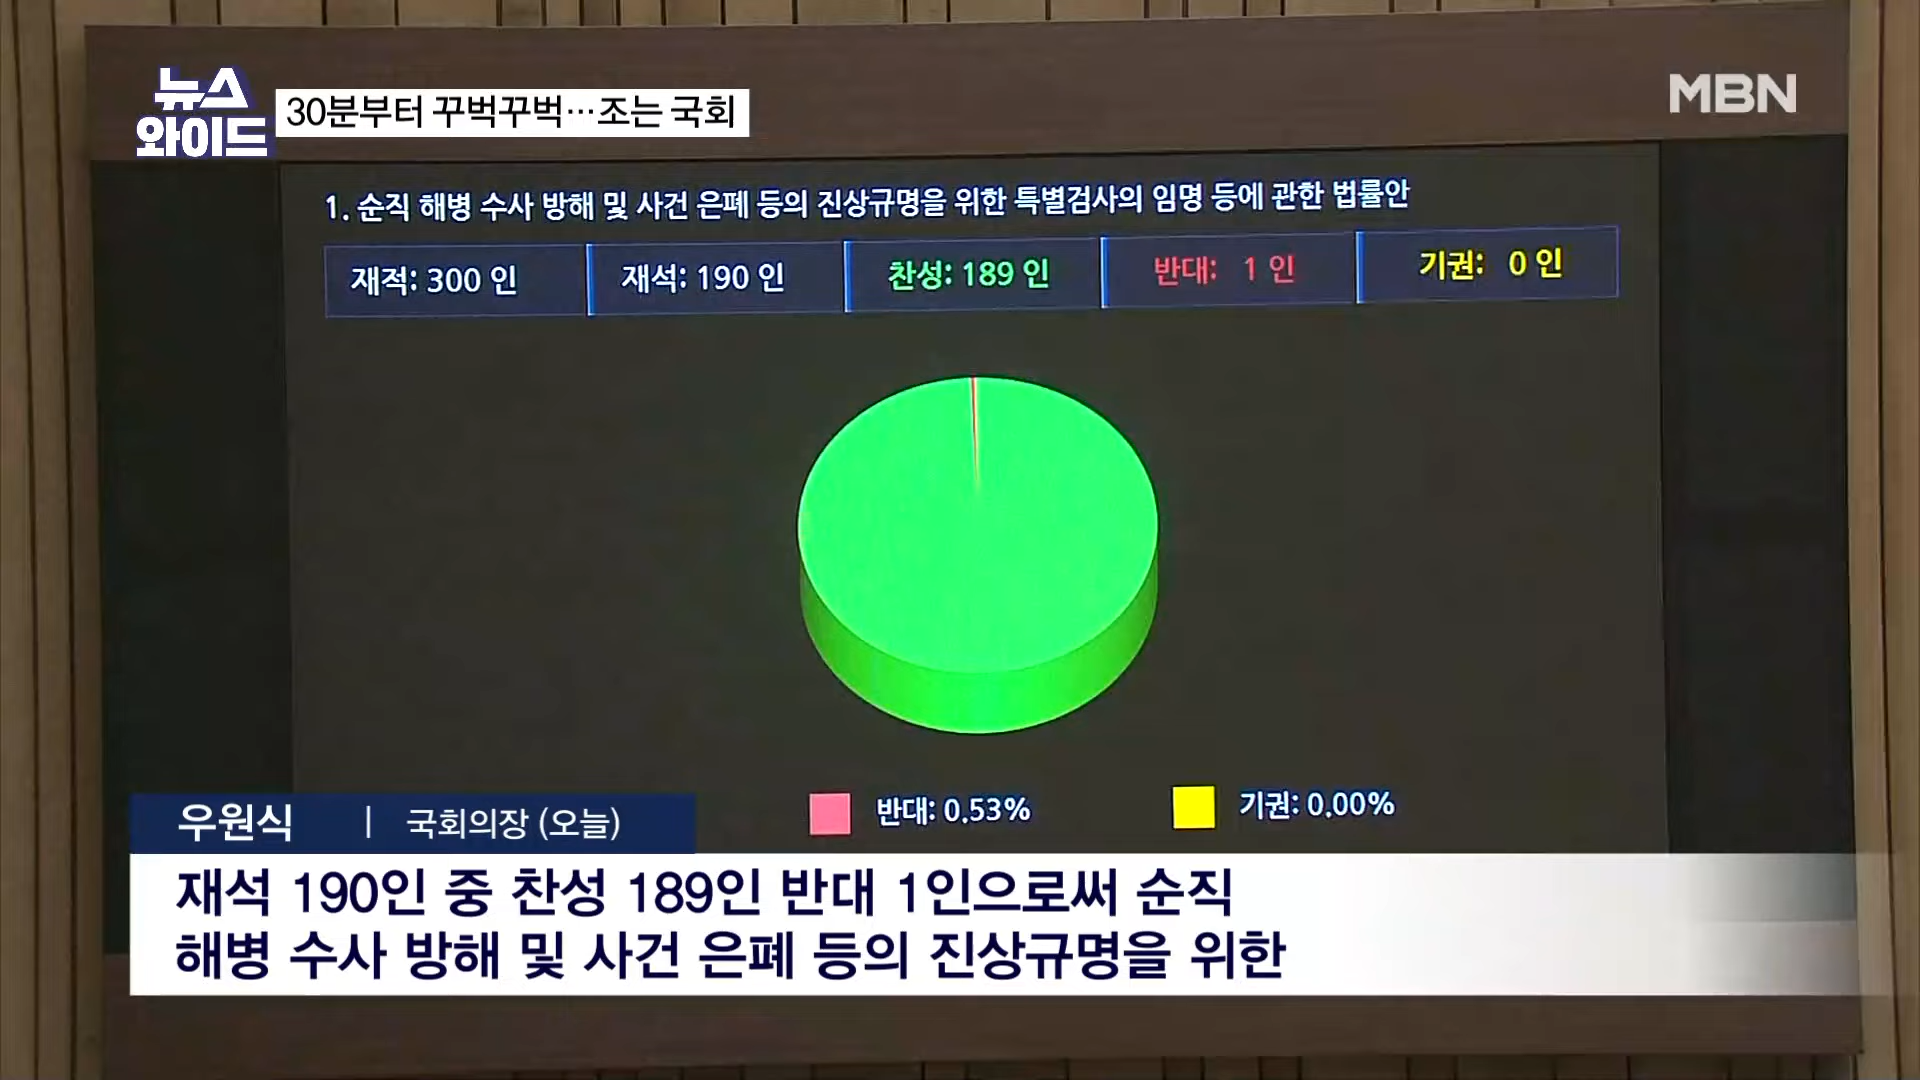 뉴스
와이드
30분부터 꾸벅꾸벅…조는 국회
MBN
1. 순직 해병 수사 방해 및 사건 은폐 등의 진상규명을 위한 특별검사의 임명 등에 관한 법률안
재적: 300 인 재석: 190 인 찬성: 189 인 반대: 1 인 기권: 0 인
반대: 0.53% 기권: 0.00%
우원식 | 국회의장 (오늘)
재석 190인 중 찬성 189인 반대 1인으로써 순직
해병 수사 방해 및 사건 은폐 등의 진상규명을 위한